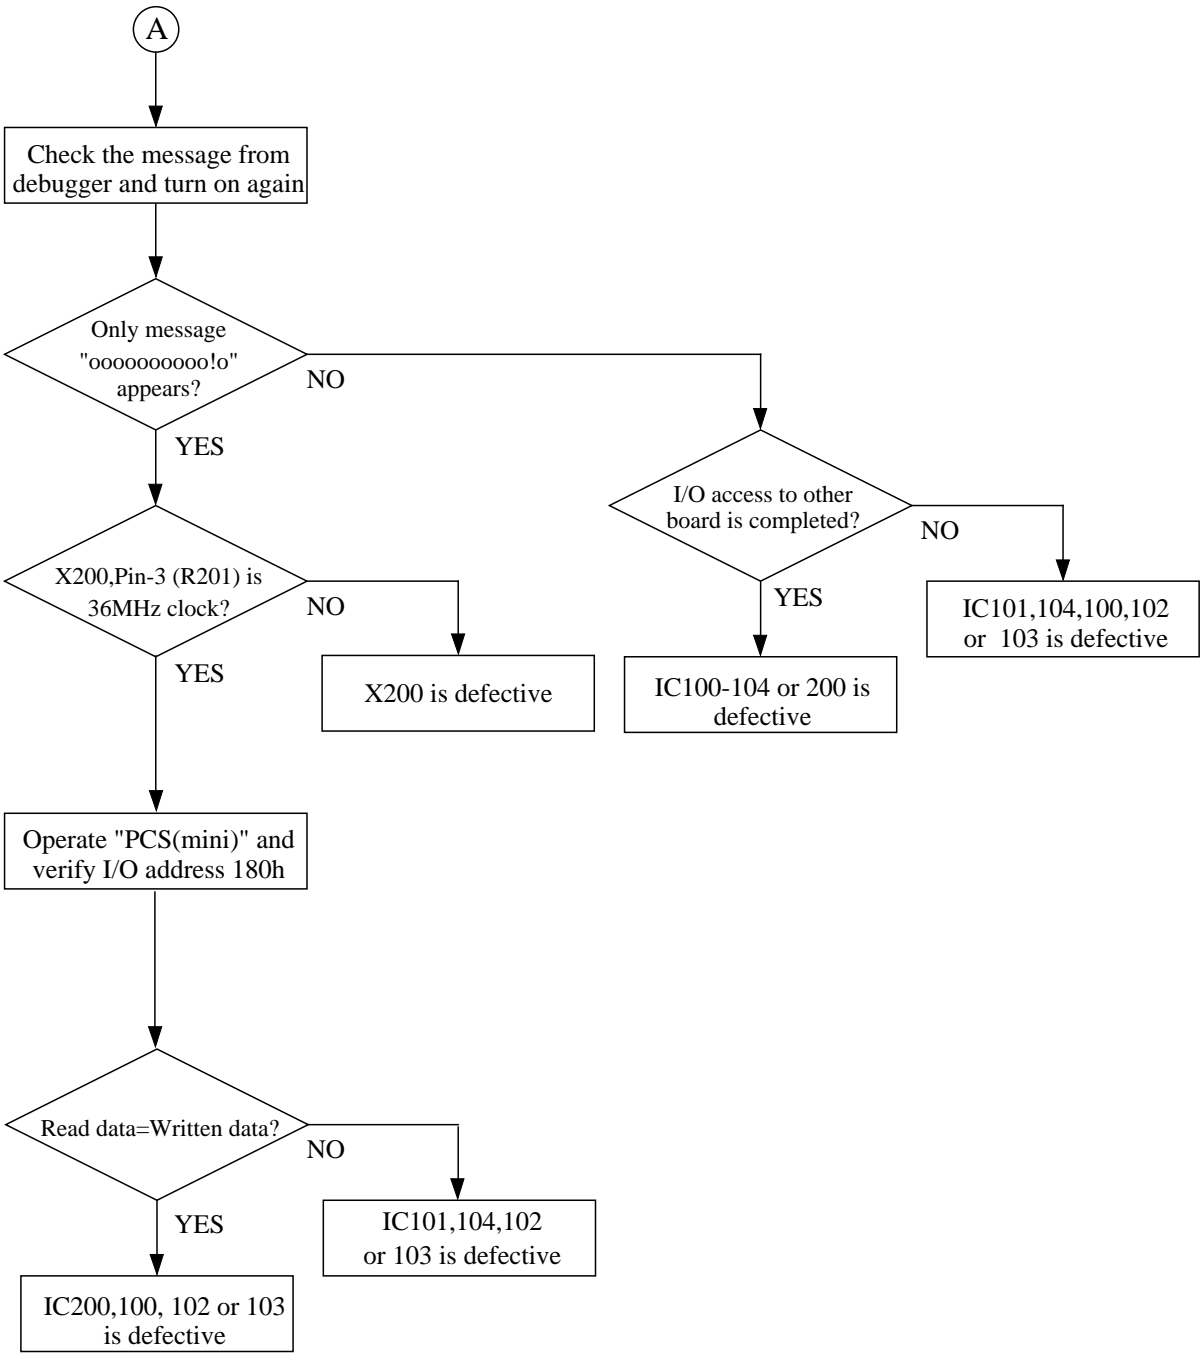 A
Check the message from
debugger and turn on again
Only message
"oooooooooo!o"
appears?
NO
YES
I/O access to other
board is completed?
NO
YES
X200,Pin-3 (R201) is
36MHz clock?
NO
YES
IC101,104,100,102
or 103 is defective
X200 is defective
IC100-104 or 200 is
defective
Operate "PCS(mini)" and
verify I/O address 180h
Read data=Written data?
NO
YES
IC101,104,102
or 103 is defective
IC200,100, 102 or 103
is defective